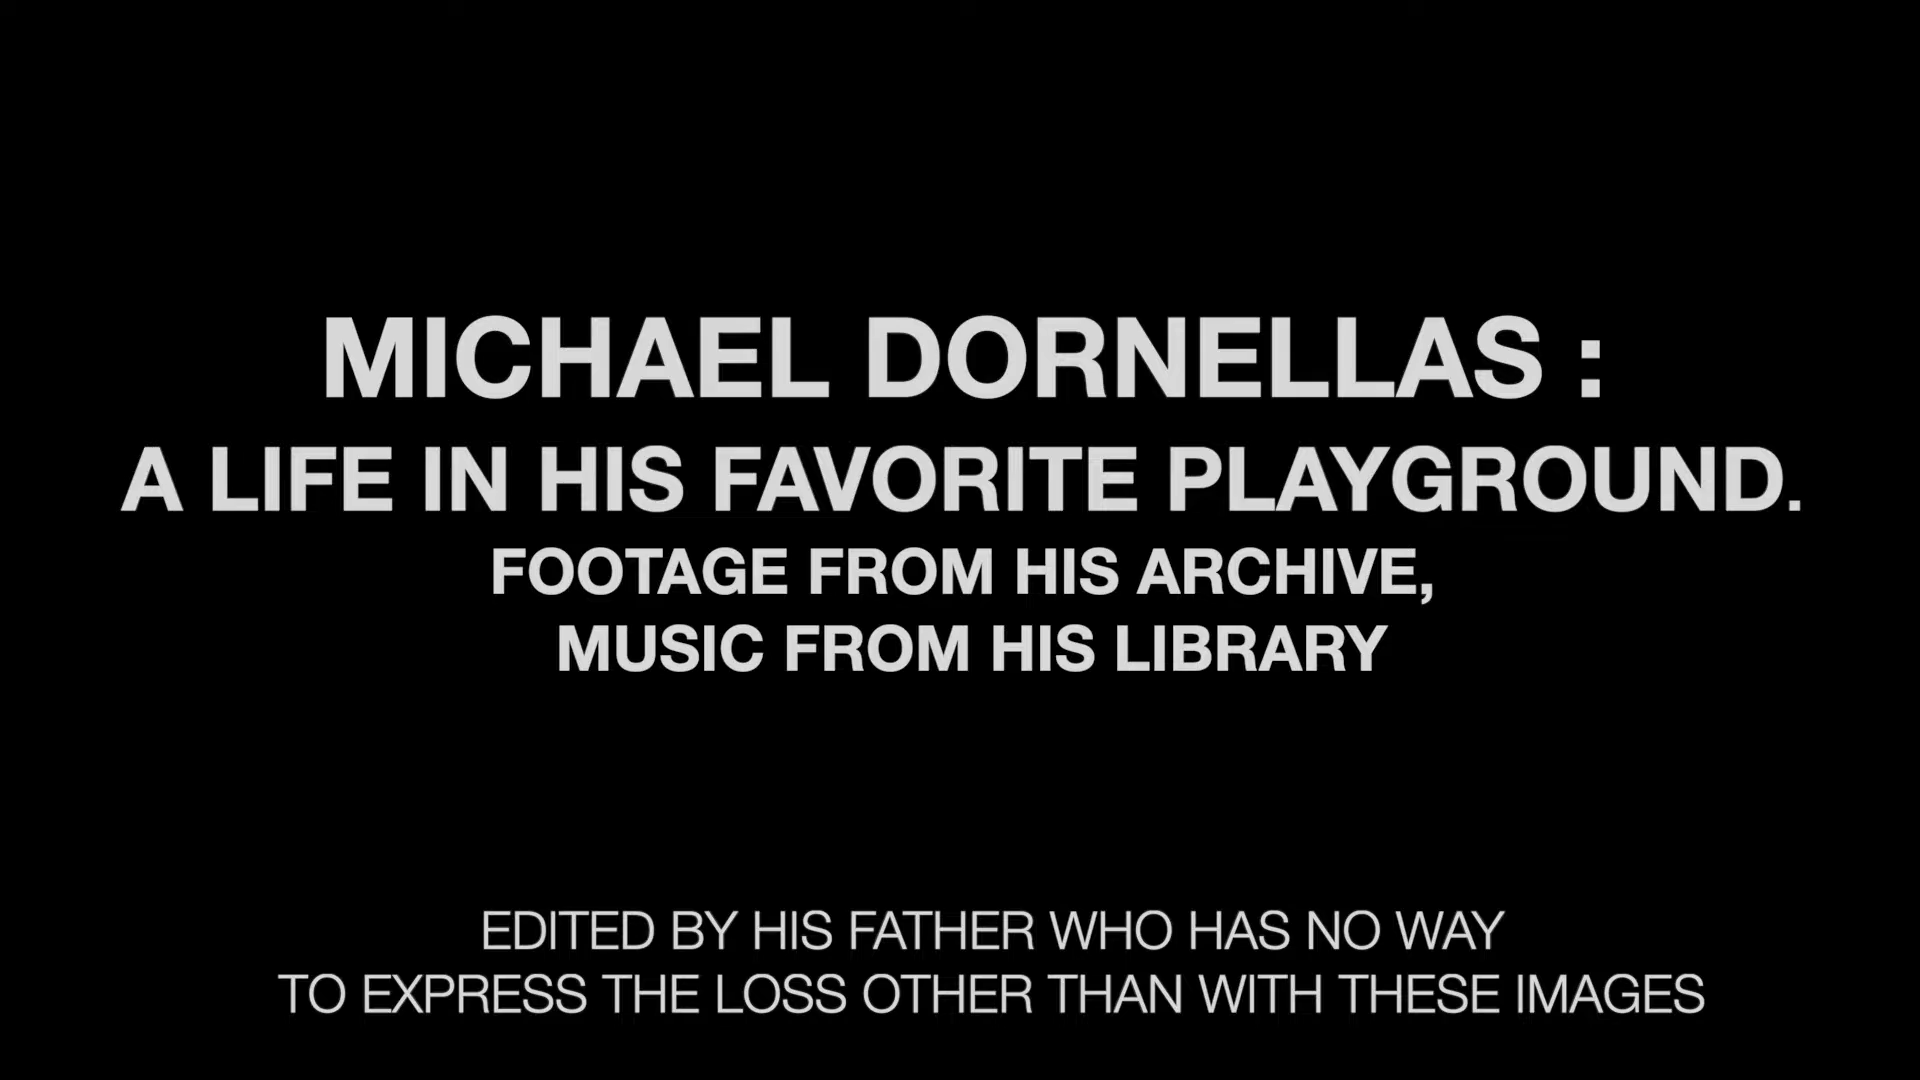 MICHAEL DORNELLAS :
A LIFE IN HIS FAVORITE PLAYGROUND.
FOOTAGE FROM HIS ARCHIVE,
MUSIC FROM HIS LIBRARY
EDITED BY HIS FATHER WHO HAS NO WAY
TO EXPRESS THE LOSS OTHER THAN WITH THESE IMAGES